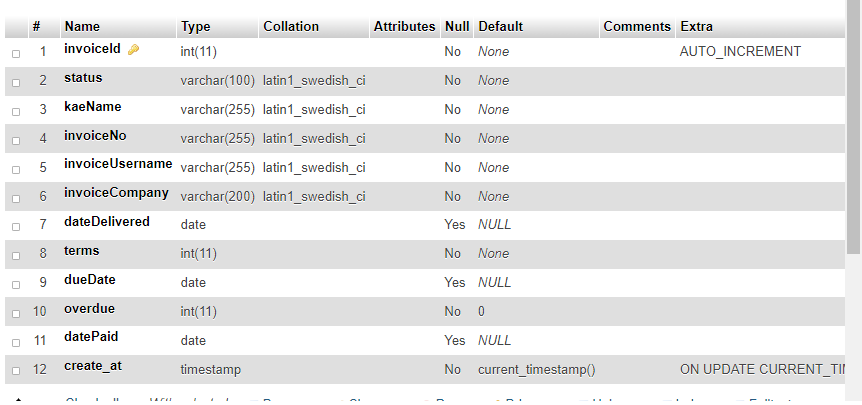 # Name Type Collation Attributes Null Default Comments Extra
1 invoiceId int(11) No None AUTO_INCREMENT
2 status varchar(100) latin1_swedish_ci No None
3 kaeName varchar(255) latin1_swedish_ci No None
4 invoiceNo varchar(255) latin1_swedish_ci No None
5 invoiceUsername varchar(255) latin1_swedish_ci No None
6 invoiceCompany varchar(200) latin1_swedish_ci No None
7 dateDelivered date Yes NULL
8 terms int(11) No None
9 dueDate date Yes NULL
10 overdue int(11) No 0
11 datePaid date Yes NULL
12 create_at timestamp No current_timestamp() ON UPDATE CURRENT_TI